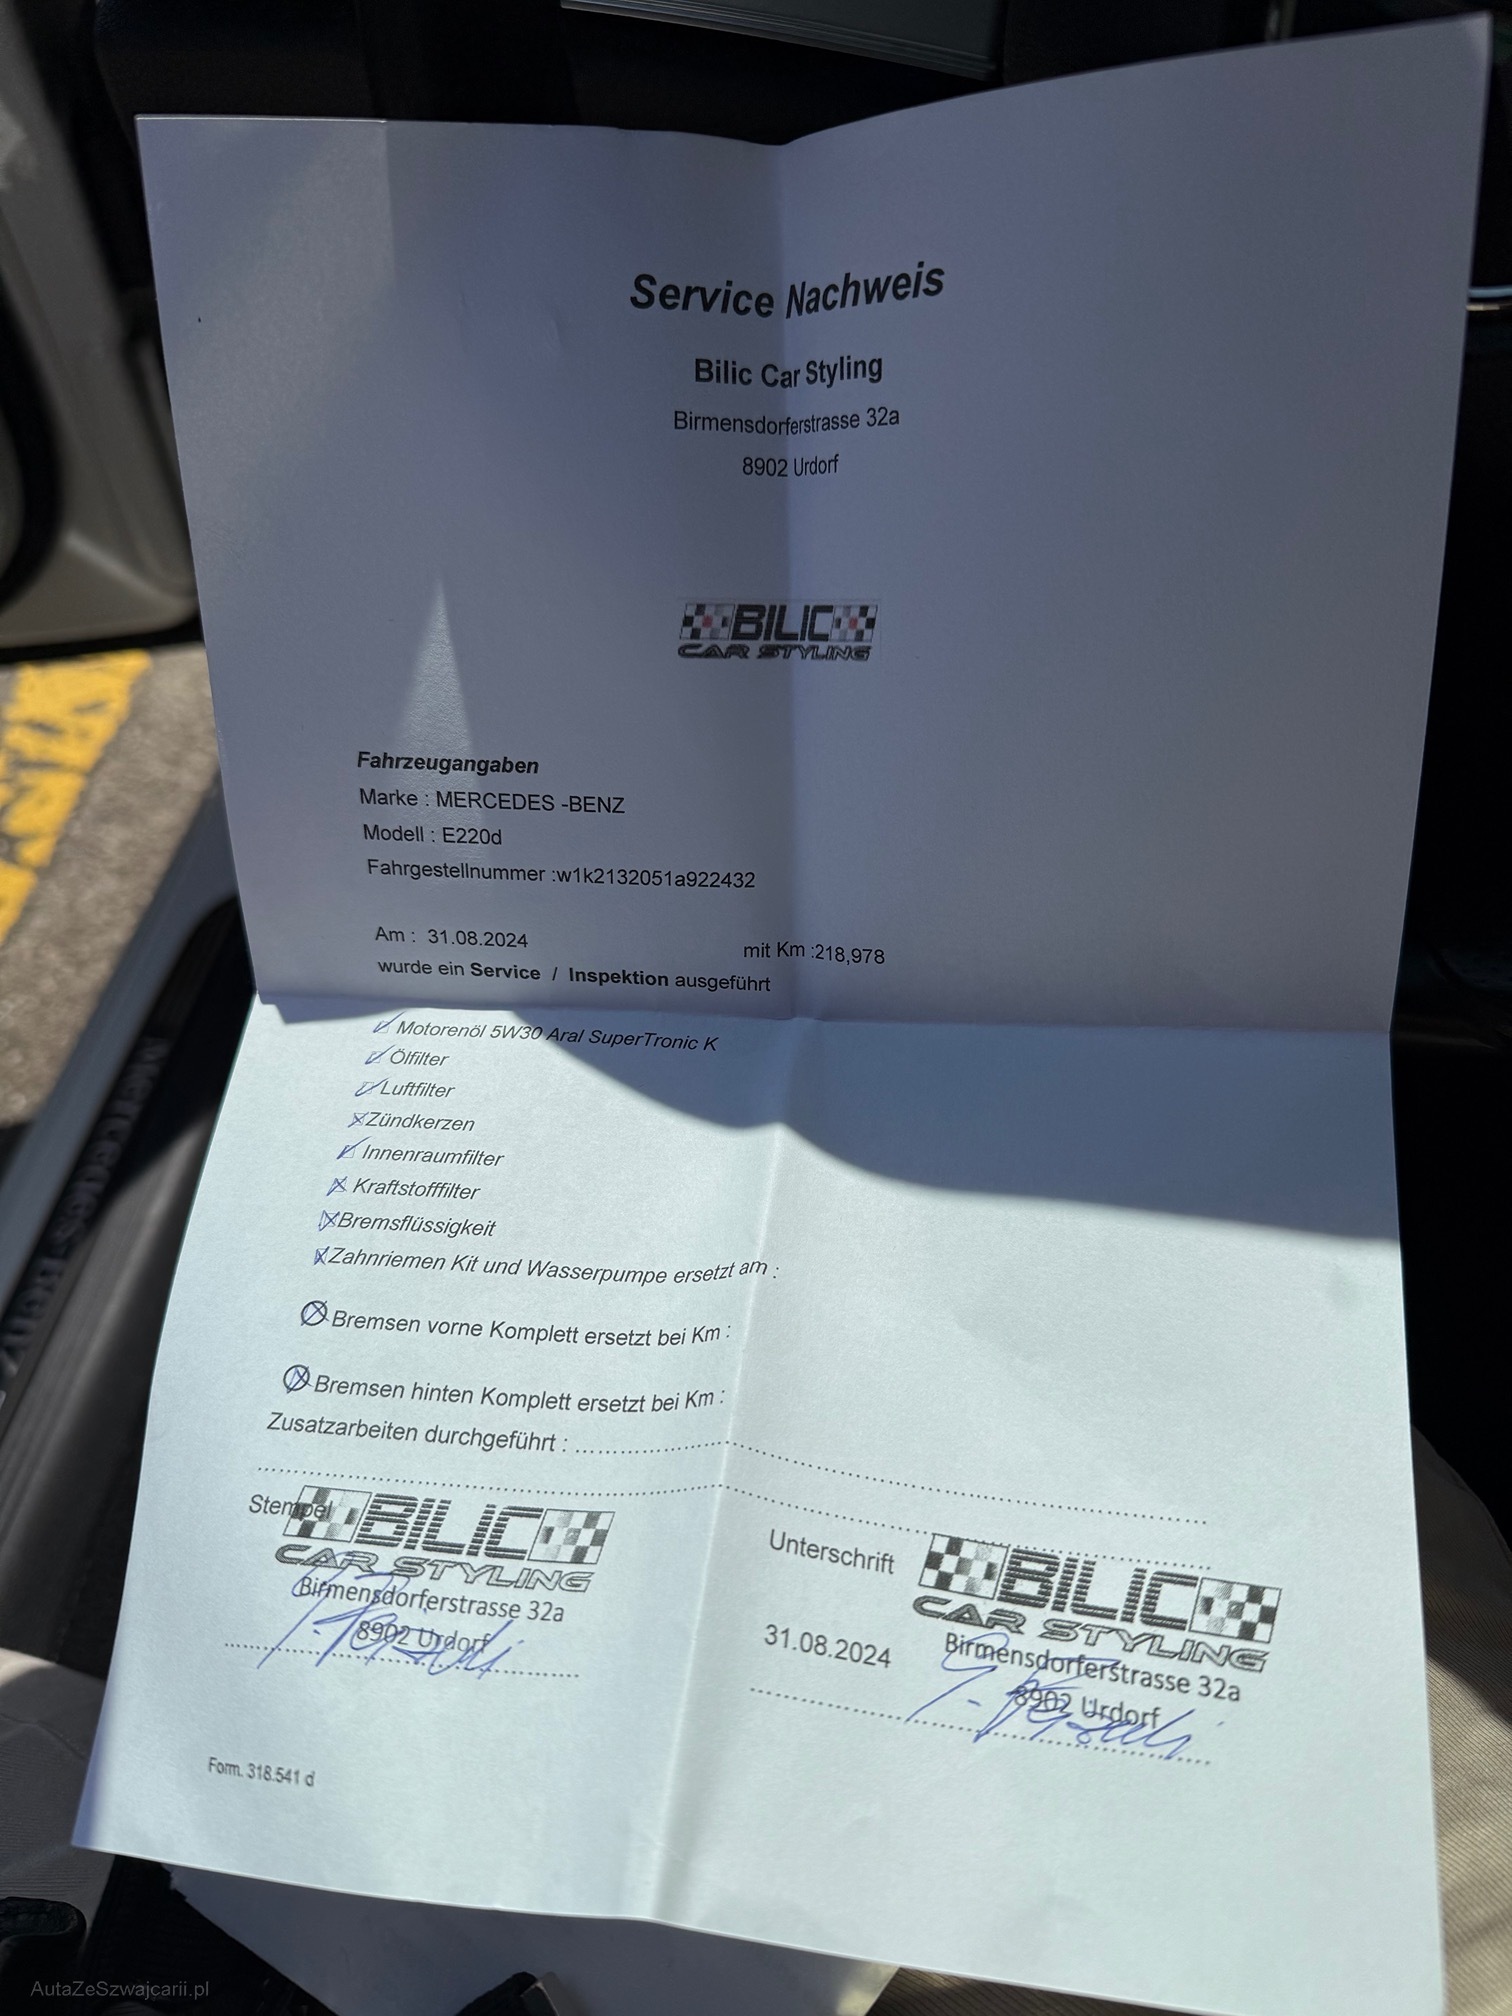 Service Nachweis
Bilic Car Styling
Birmensdorferstrasse 32a
8902 Urdorf
BILIC
CAR STYLING
Fahrzeugangaben
Marke : MERCEDES -BENZ
Modell : E220d
Fahrgestellnummer :w1k2132051a922432
Am : 31.08.2024 mit Km :218,978
wurde ein Service / Inspektion ausgeführt
Motorenöl 5W30 Aral SuperTronic K
Ölfilter
Luftfilter
Zündkerzen
Innenraumfilter
Kraftstofffilter
Bremsflüssigkeit
Zahnriemen Kit und Wasserpumpe ersetzt am :
Bremsen vorne Komplett ersetzt bei Km :
Bremsen hinten Komplett ersetzt bei Km :
Zusatzarbeiten durchgeführt :
Stempel
BILIC
CAR STYLING
Birmensdorferstrasse 32a
8902 Urdorf
Unterschrift
31.08.2024
BILIC
CAR STYLING
Birmensdorferstrasse 32a
8902 Urdorf
Form. 318.541 d
Mercedes-Benz
AutaZeSzwajcarii.pl